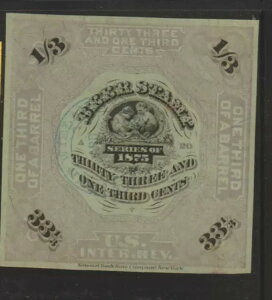 THIRTY THREE
AND ONE THIRD
CENTS
1/3
1/3
BEER STAMP
ONE THIRD
OF A BARREL
ONE THIRD
OF A BARREL
A
20
SERIES OF
1875
THIRTY THREE AND
ONE THIRD CENTS
33⅓
33⅓
INTER. REV.
National Bank Note Company New York